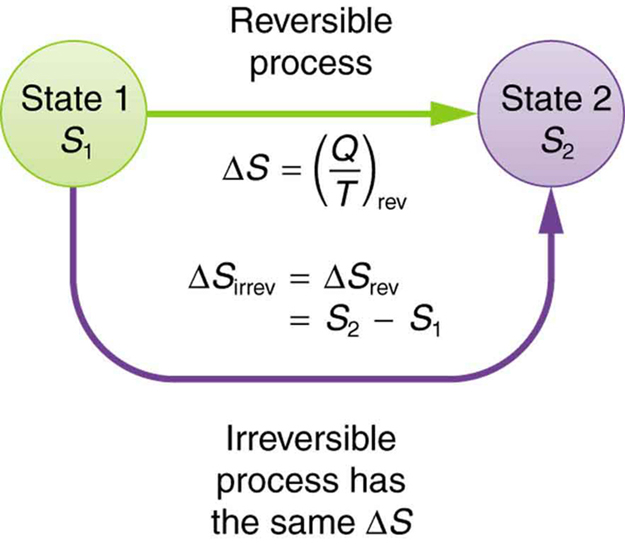 Reversible
process
State 1
S₁
State 2
S₂
ΔS = (Q/T)rev
ΔSirrev = ΔSrev
= S₂ − S₁
Irreversible
process has
the same ΔS